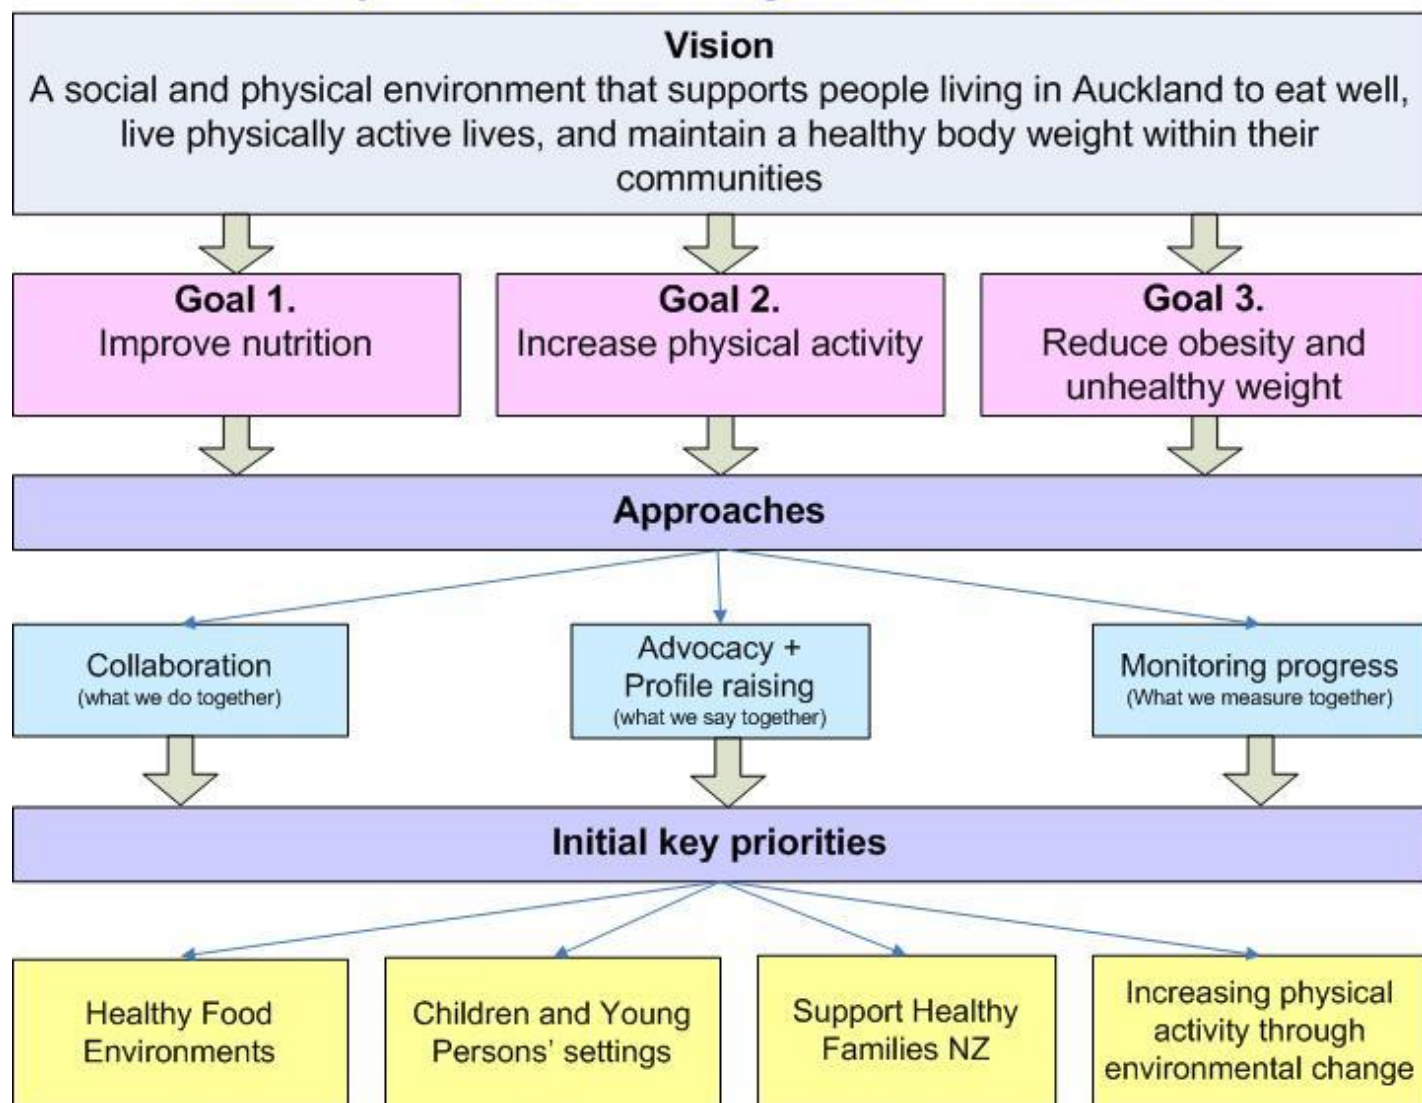 Vision
A social and physical environment that supports people living in Auckland to eat well,
live physically active lives, and maintain a healthy body weight within their
communities
Goal 1.
Improve nutrition
Goal 2.
Increase physical activity
Goal 3.
Reduce obesity and
unhealthy weight
Approaches
Collaboration
(what we do together)
Advocacy +
Profile raising
(what we say together)
Monitoring progress
(What we measure together)
Initial key priorities
Healthy Food
Environments
Children and Young
Persons’ settings
Support Healthy
Families NZ
Increasing physical
activity through
environmental change